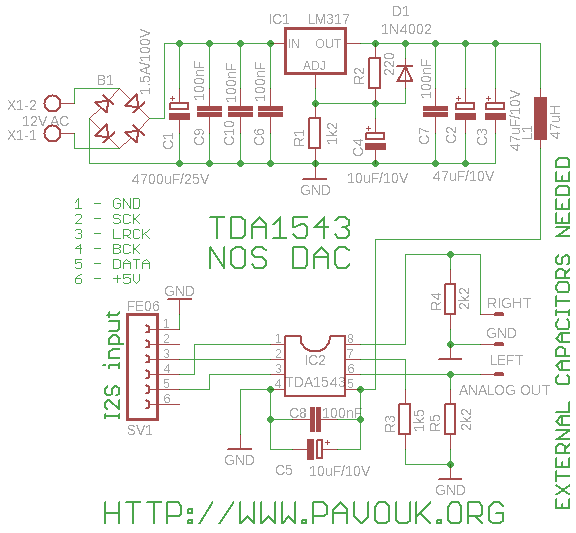 IC1 LM317
IN OUT
ADJ
D1
1N4002
B1
1.5A/100V
C9
100nF
C10
100nF
C6
100nF
R2
220
R1
1k2
C7
100nF
C2
470uF/10V
C3
470uF/10V
L1
47uH
X1-2
12V AC
X1-1
C1
4700uF/25V
GND
C4
10uF/10V
1 - GND
2 - SCK
3 - LRCK
4 - BCK
5 - DATA
6 - +5V
TDA1543
NOS DAC
GND
FE06
I2S input
1
2
3
4
5
6
SV1
1
2
3
4
IC2
TDA1543
8
7
6
5
C8
100nF
C5
10uF/10V
GND
R4
RIGHT
GND
LEFT
ANALOG OUT
R3
1k5
R5
GND
EXTERNAL CAPACITORS NEEDED
HTTP://WWW.PAVOUK.ORG